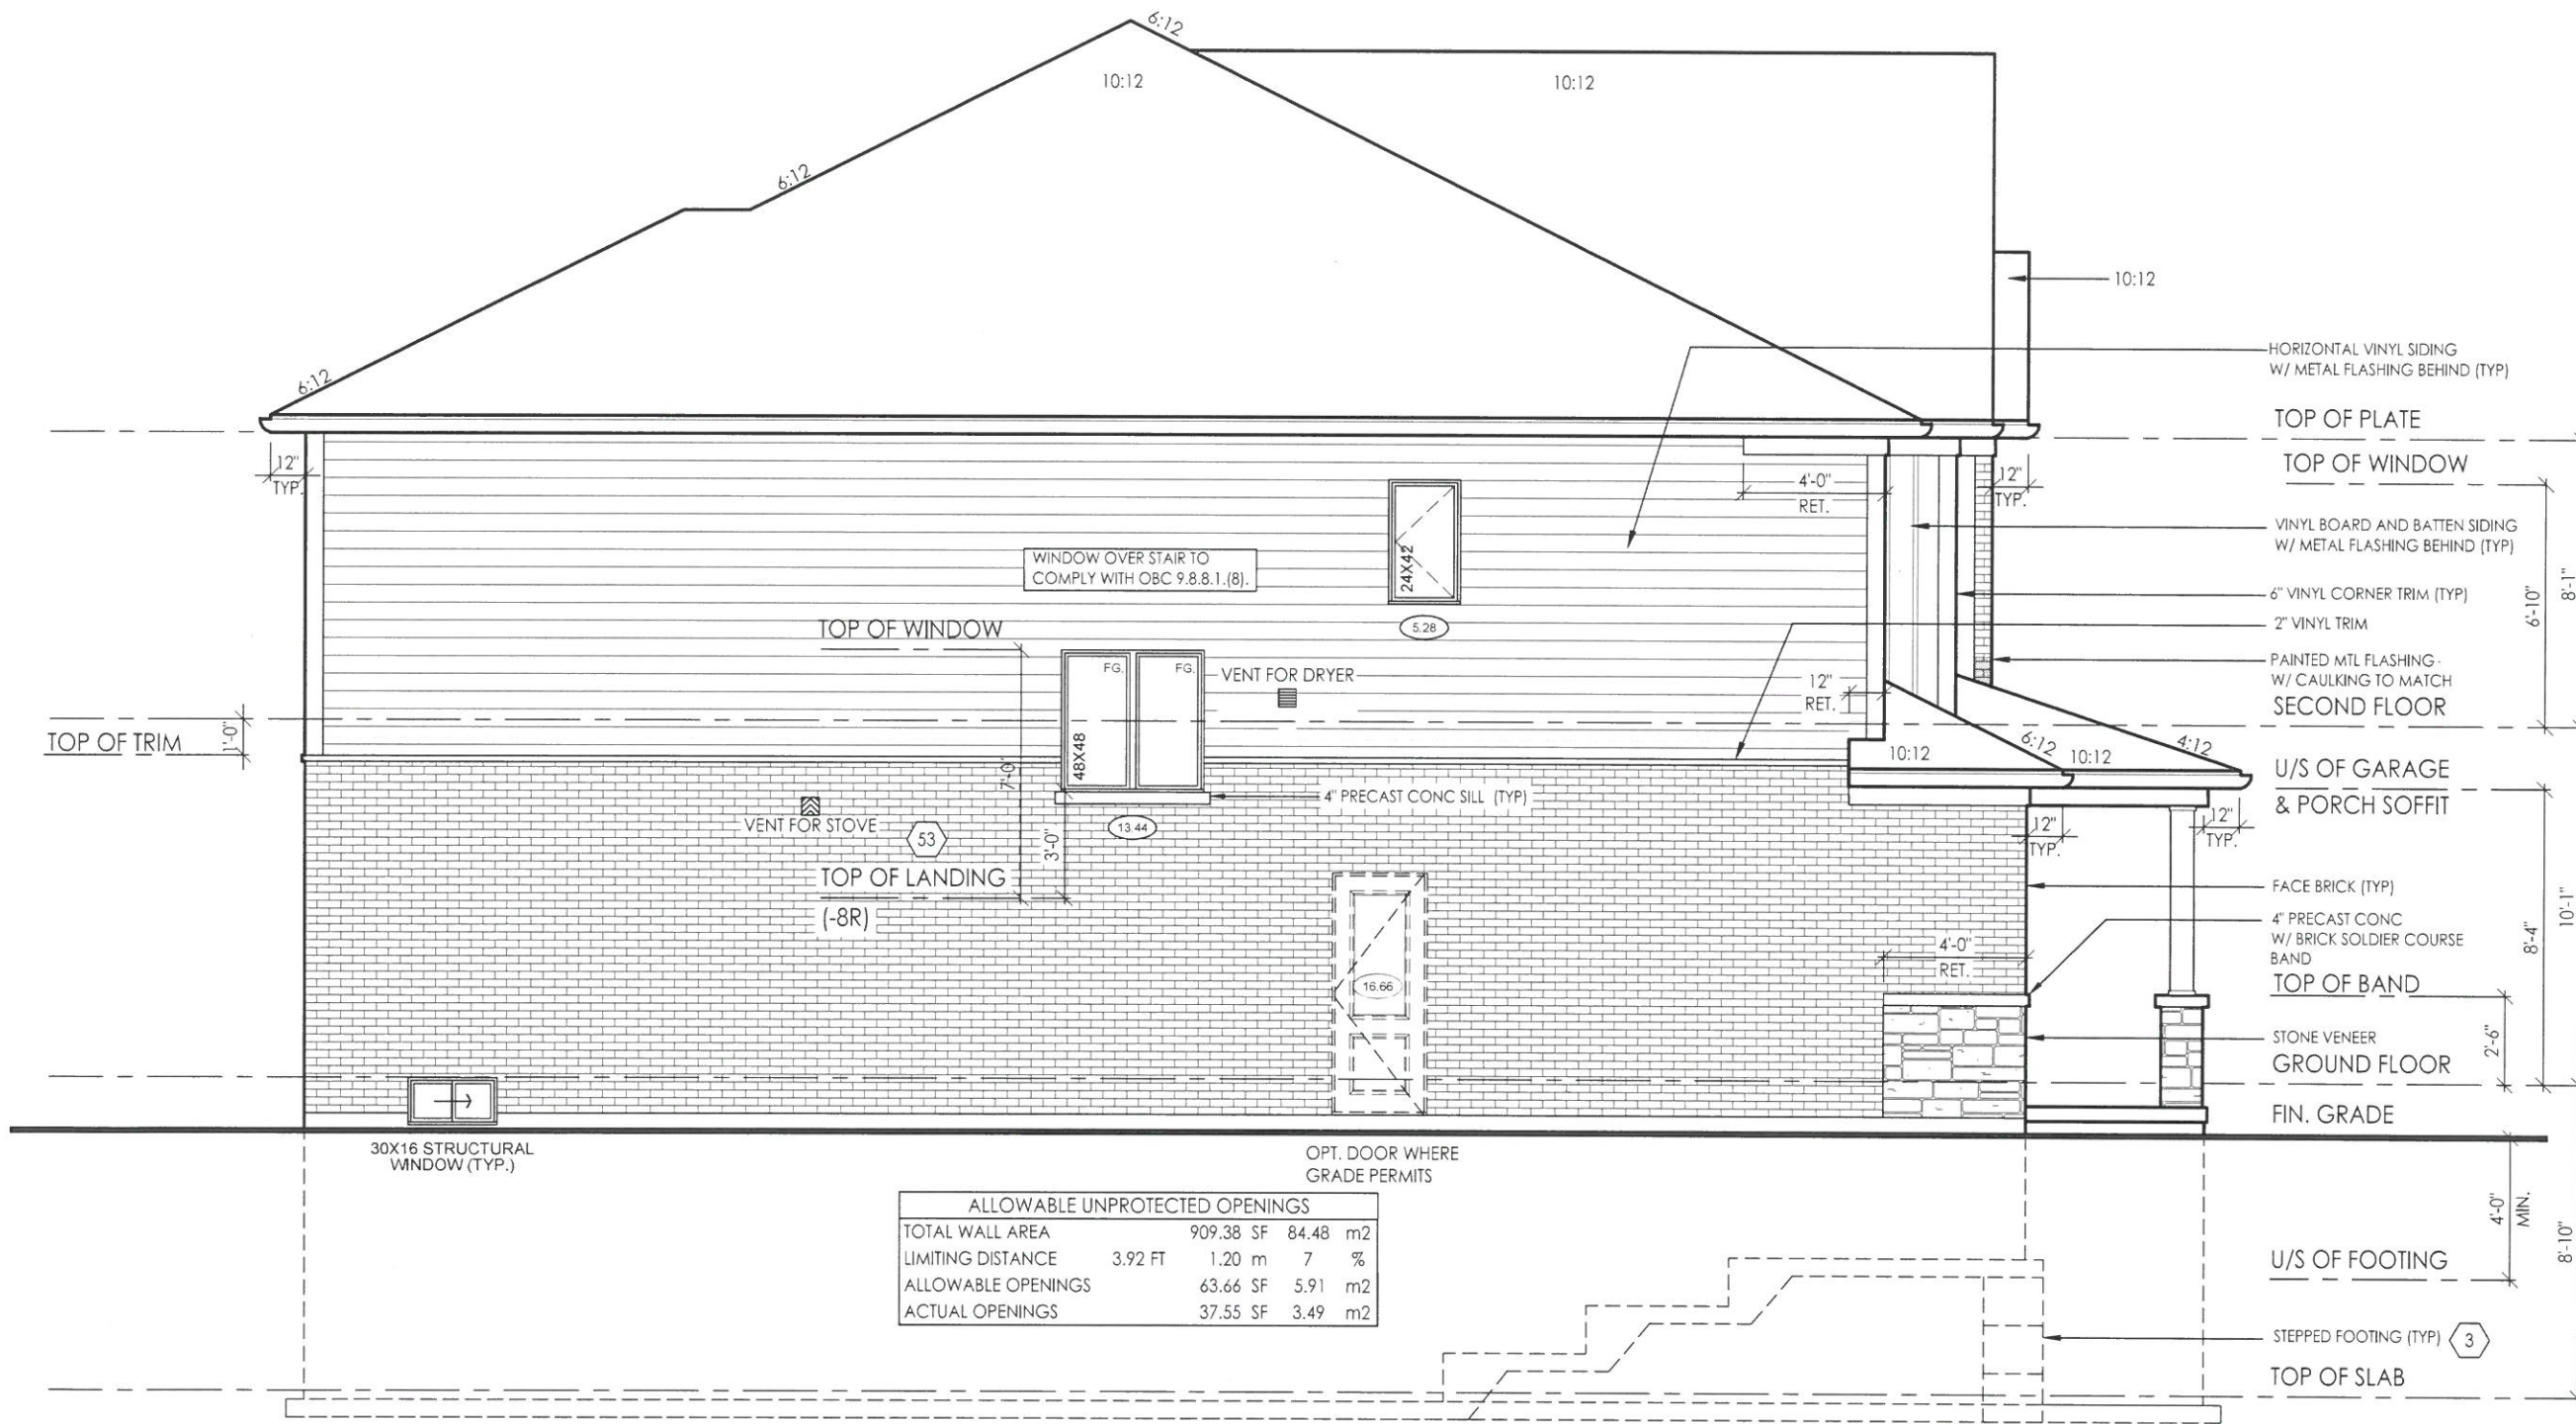 6:12
10:12
10:12
6:12
6:12
10:12
HORIZONTAL VINYL SIDING
W/ METAL FLASHING BEHIND (TYP)
TOP OF PLATE
TOP OF WINDOW
12"
TYP.
4'-0"
RET.
12"
TYP.
VINYL BOARD AND BATTEN SIDING
W/ METAL FLASHING BEHIND (TYP)
WINDOW OVER STAIR TO
COMPLY WITH OBC 9.8.8.1.(8).
24X42
5.28
6" VINYL CORNER TRIM (TYP)
6'-10"
8'-1"
2" VINYL TRIM
TOP OF WINDOW
FG.
FG.
VENT FOR DRYER
PAINTED MTL FLASHING-
W/ CAULKING TO MATCH
12"
RET.
SECOND FLOOR
TOP OF TRIM
1'-0"
48X48
7'-0"
10:12
6:12
10:12
4:12
U/S OF GARAGE
& PORCH SOFFIT
4" PRECAST CONC SILL (TYP)
VENT FOR STOVE
53
13.44
3'-0"
12"
TYP.
12"
TYP.
TOP OF LANDING
(-8R)
FACE BRICK (TYP)
4" PRECAST CONC
W/ BRICK SOLDIER COURSE
BAND
8'-4"
10'-1"
4'-0"
RET.
16.66
TOP OF BAND
STONE VENEER
2'-6"
GROUND FLOOR
FIN. GRADE
30X16 STRUCTURAL
WINDOW (TYP.)
OPT. DOOR WHERE
GRADE PERMITS
ALLOWABLE UNPROTECTED OPENINGS
TOTAL WALL AREA 909.38 SF 84.48 m2
LIMITING DISTANCE 3.92 FT 1.20 m 7 %
ALLOWABLE OPENINGS 63.66 SF 5.91 m2
ACTUAL OPENINGS 37.55 SF 3.49 m2
4'-0"
MIN.
8'-10"
U/S OF FOOTING
STEPPED FOOTING (TYP) 3
TOP OF SLAB